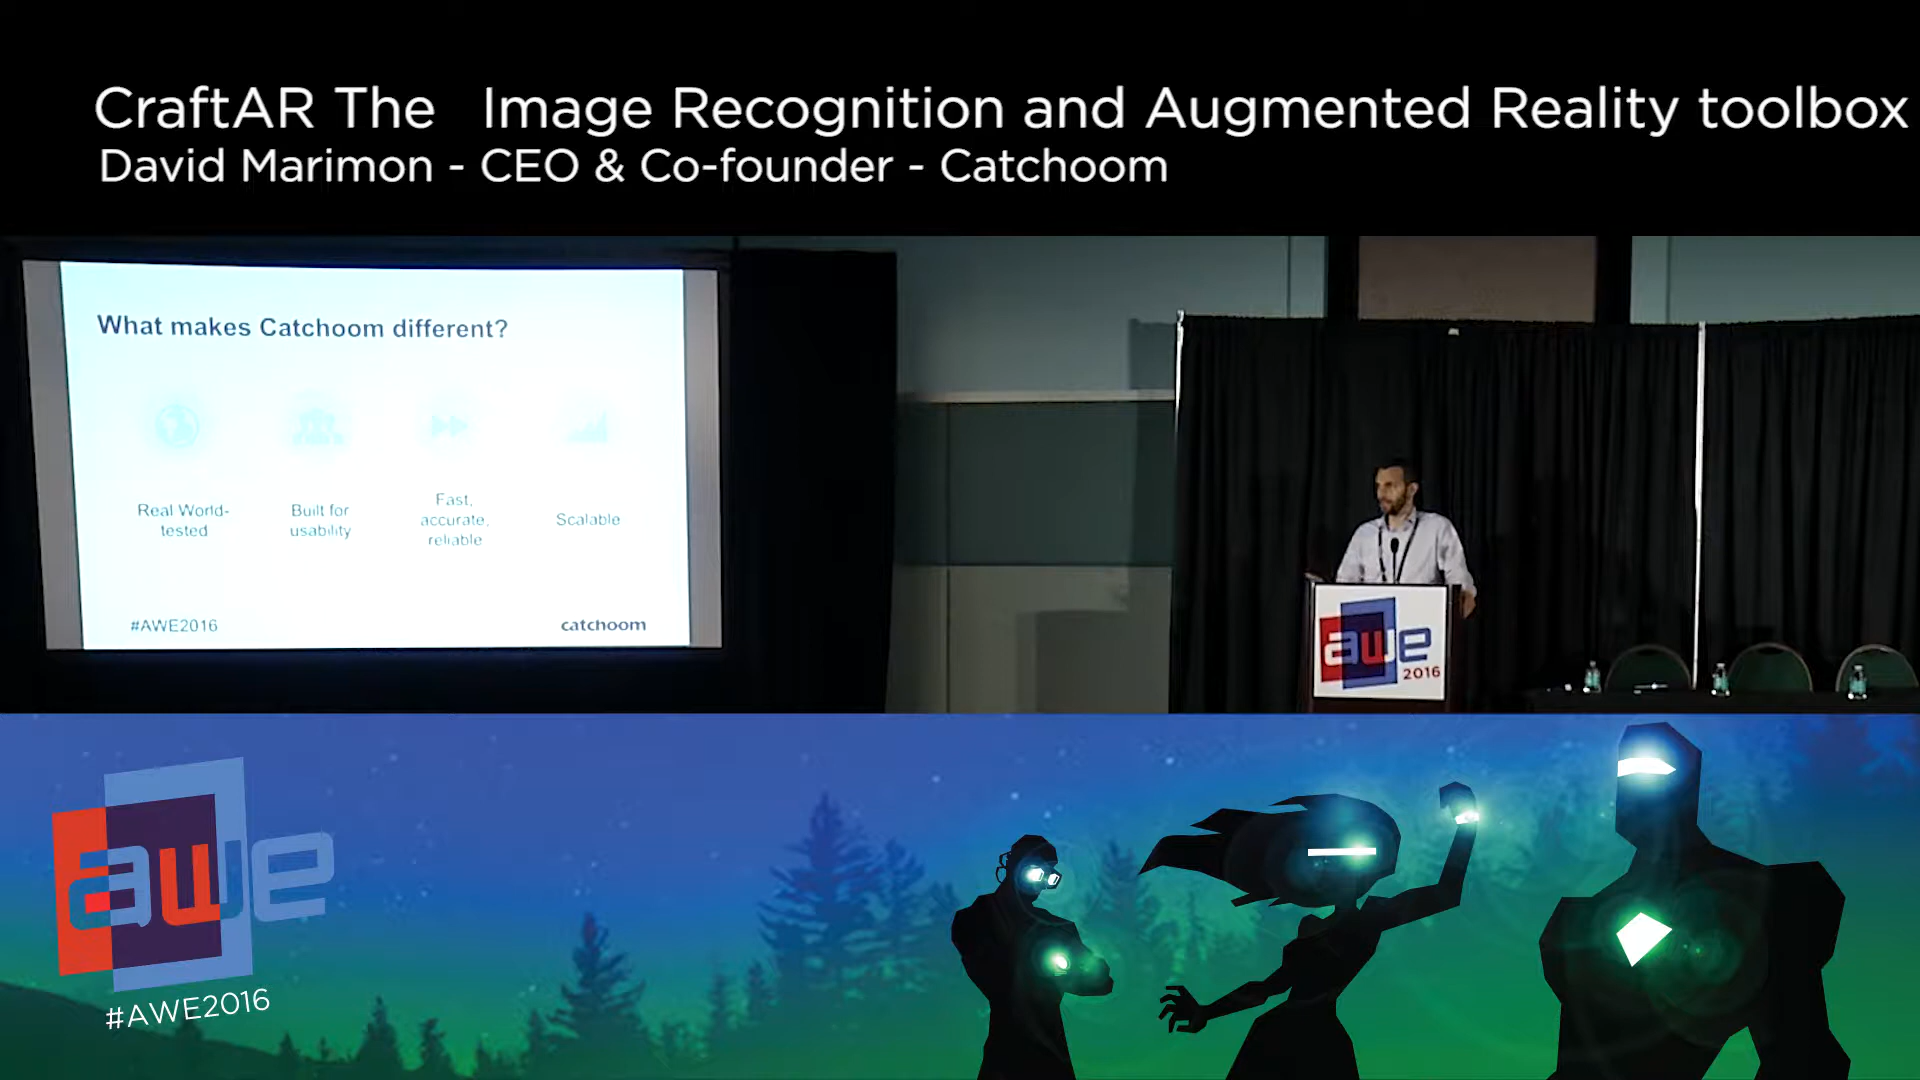 CraftAR The Image Recognition and Augmented Reality toolbox
David Marimon - CEO & Co-founder - Catchoom
What makes Catchoom different?
Real World-
tested
Built for
usability
Fast,
accurate,
reliable
Scalable
#AWE2016
catchoom
awe
2016
awe
#AWE2016